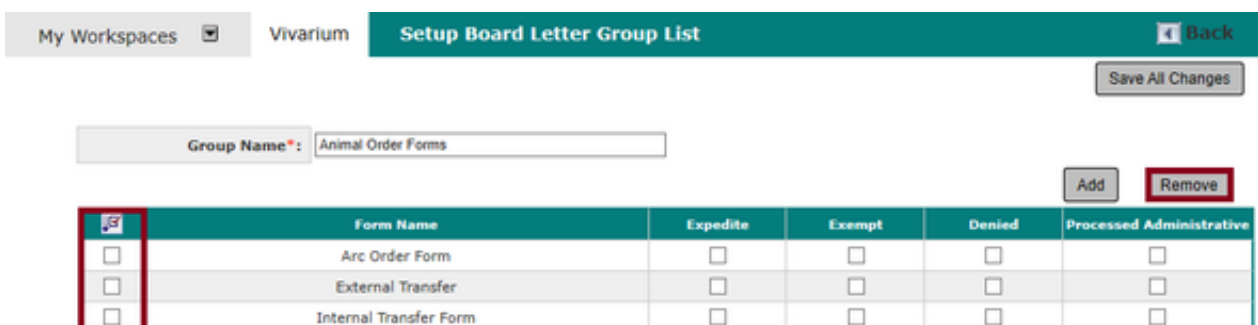 My Workspaces Vivarium Setup Board Letter Group List Back
Save All Changes
Group Name*: Animal Order Forms
Add Remove
Form Name Expedite Exempt Denied Processed Administrative
Arc Order Form
External Transfer
Internal Transfer Form